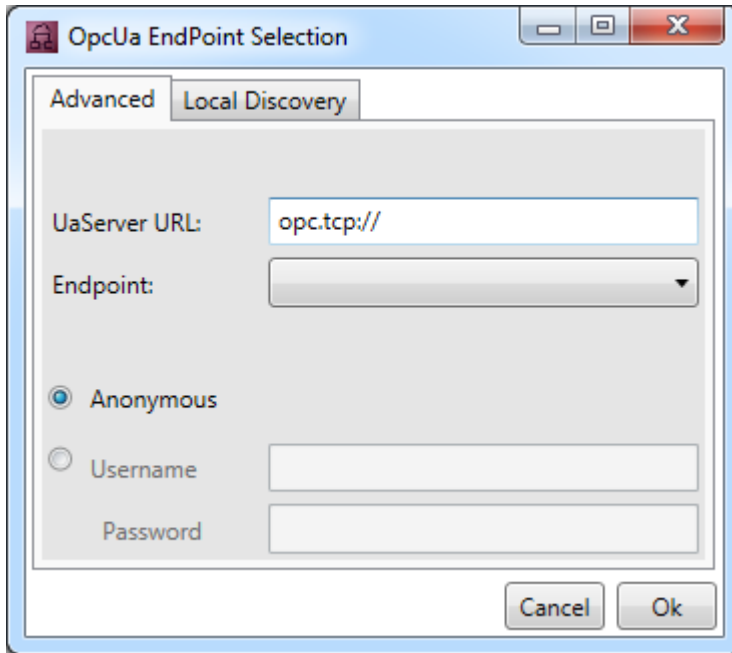 OpcUa EndPoint Selection
Advanced
Local Discovery
UaServer URL:
opc.tcp://
Endpoint:
Anonymous
Username
Password
Cancel
Ok